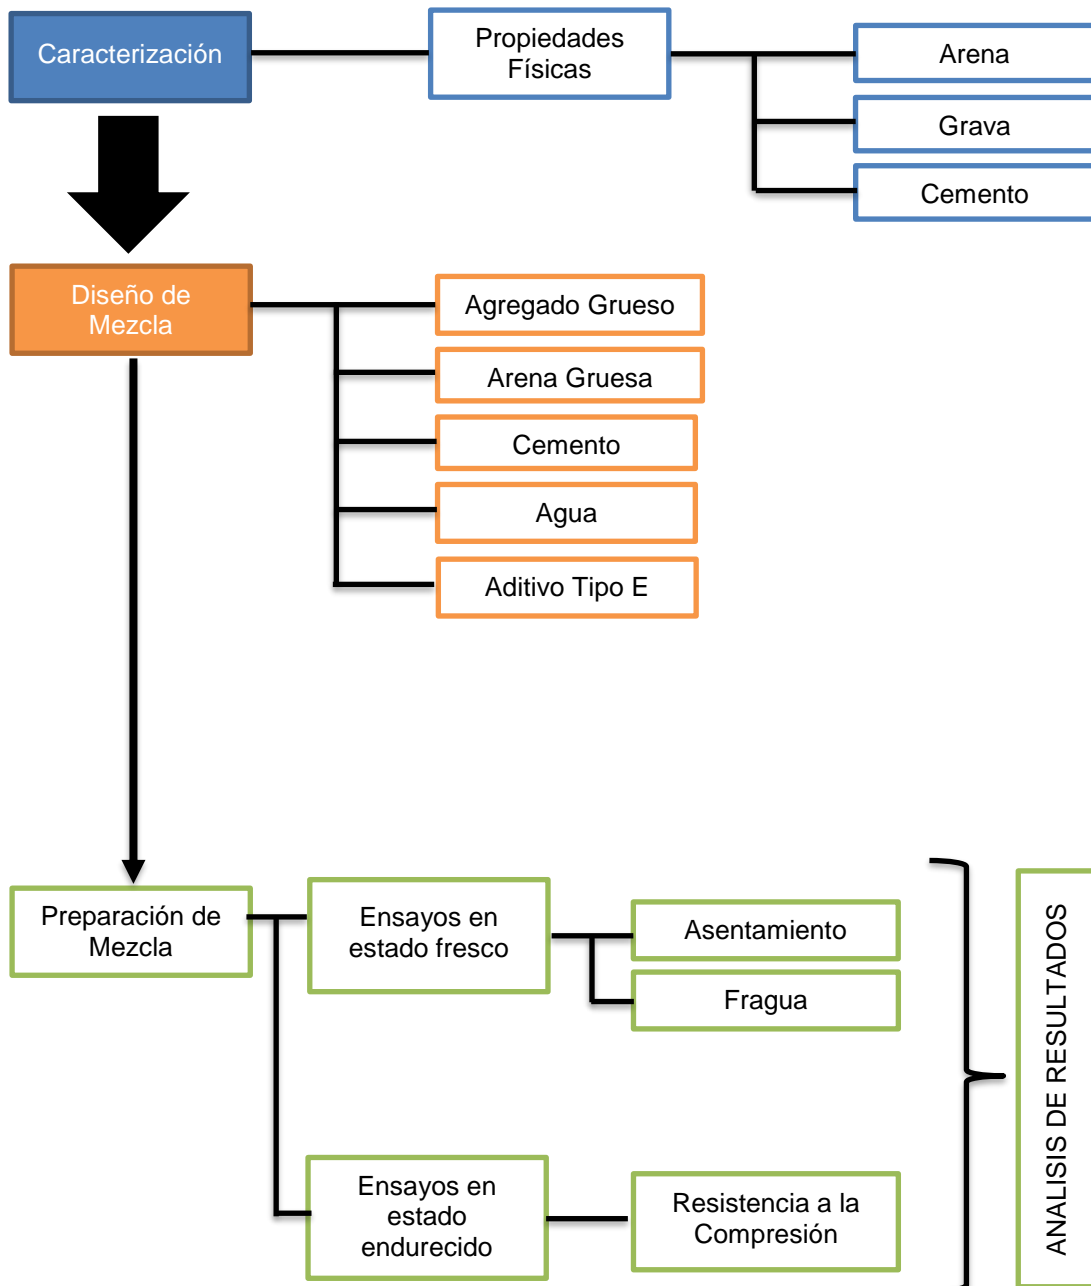 Caracterización
Propiedades
Físicas
Arena
Grava
Cemento
Diseño de
Mezcla
Agregado Grueso
Arena Gruesa
Cemento
Agua
Aditivo Tipo E
Preparación de
Mezcla
Ensayos en
estado fresco
Asentamiento
Fragua
Ensayos en
estado
endurecido
Resistencia a la
Compresión
ANALISIS DE RESULTADOS